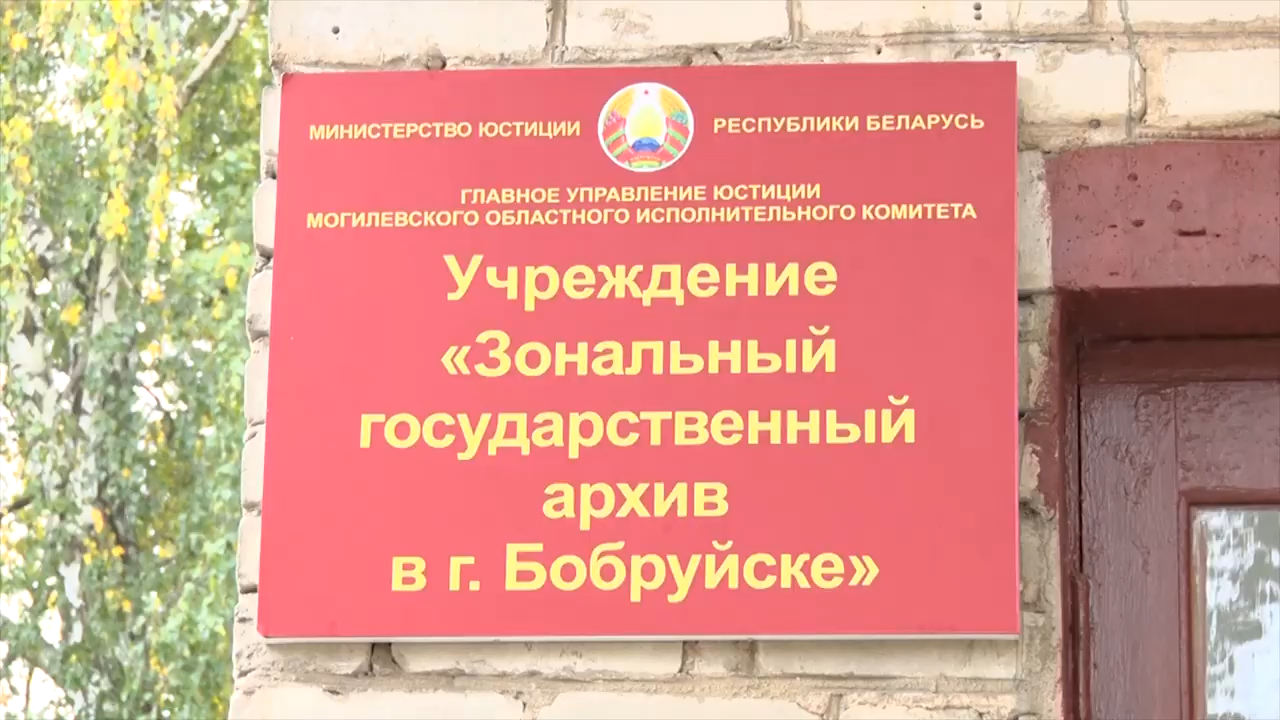 МИНИСТЕРСТВО ЮСТИЦИИ РЕСПУБЛИКИ БЕЛАРУСЬ
ГЛАВНОЕ УПРАВЛЕНИЕ ЮСТИЦИИ
МОГИЛЕВСКОГО ОБЛАСТНОГО ИСПОЛНИТЕЛЬНОГО КОМИТЕТА
Учреждение
«Зональный
государственный
архив
в г. Бобруйске»